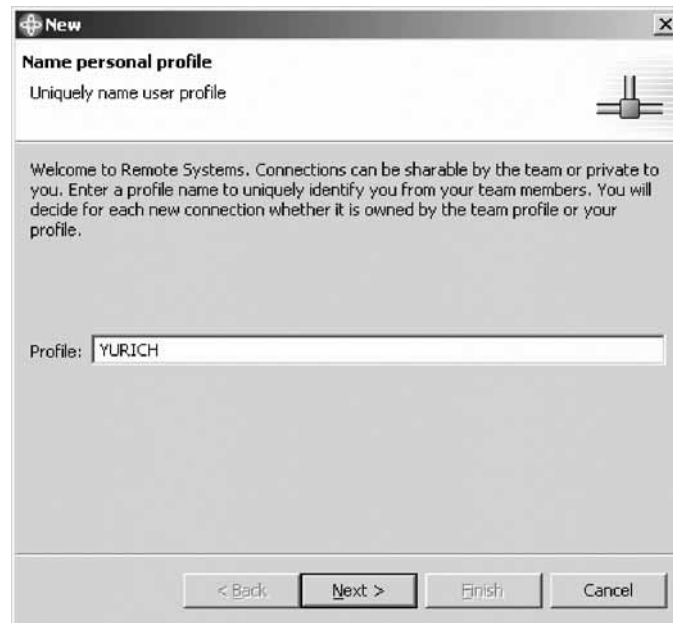 New
Name personal profile
Uniquely name user profile
Welcome to Remote Systems. Connections can be sharable by the team or private to
you. Enter a profile name to uniquely identify you from your team members. You will
decide for each new connection whether it is owned by the team profile or your
profile.
Profile: YURICH
< Back Next > Finish Cancel